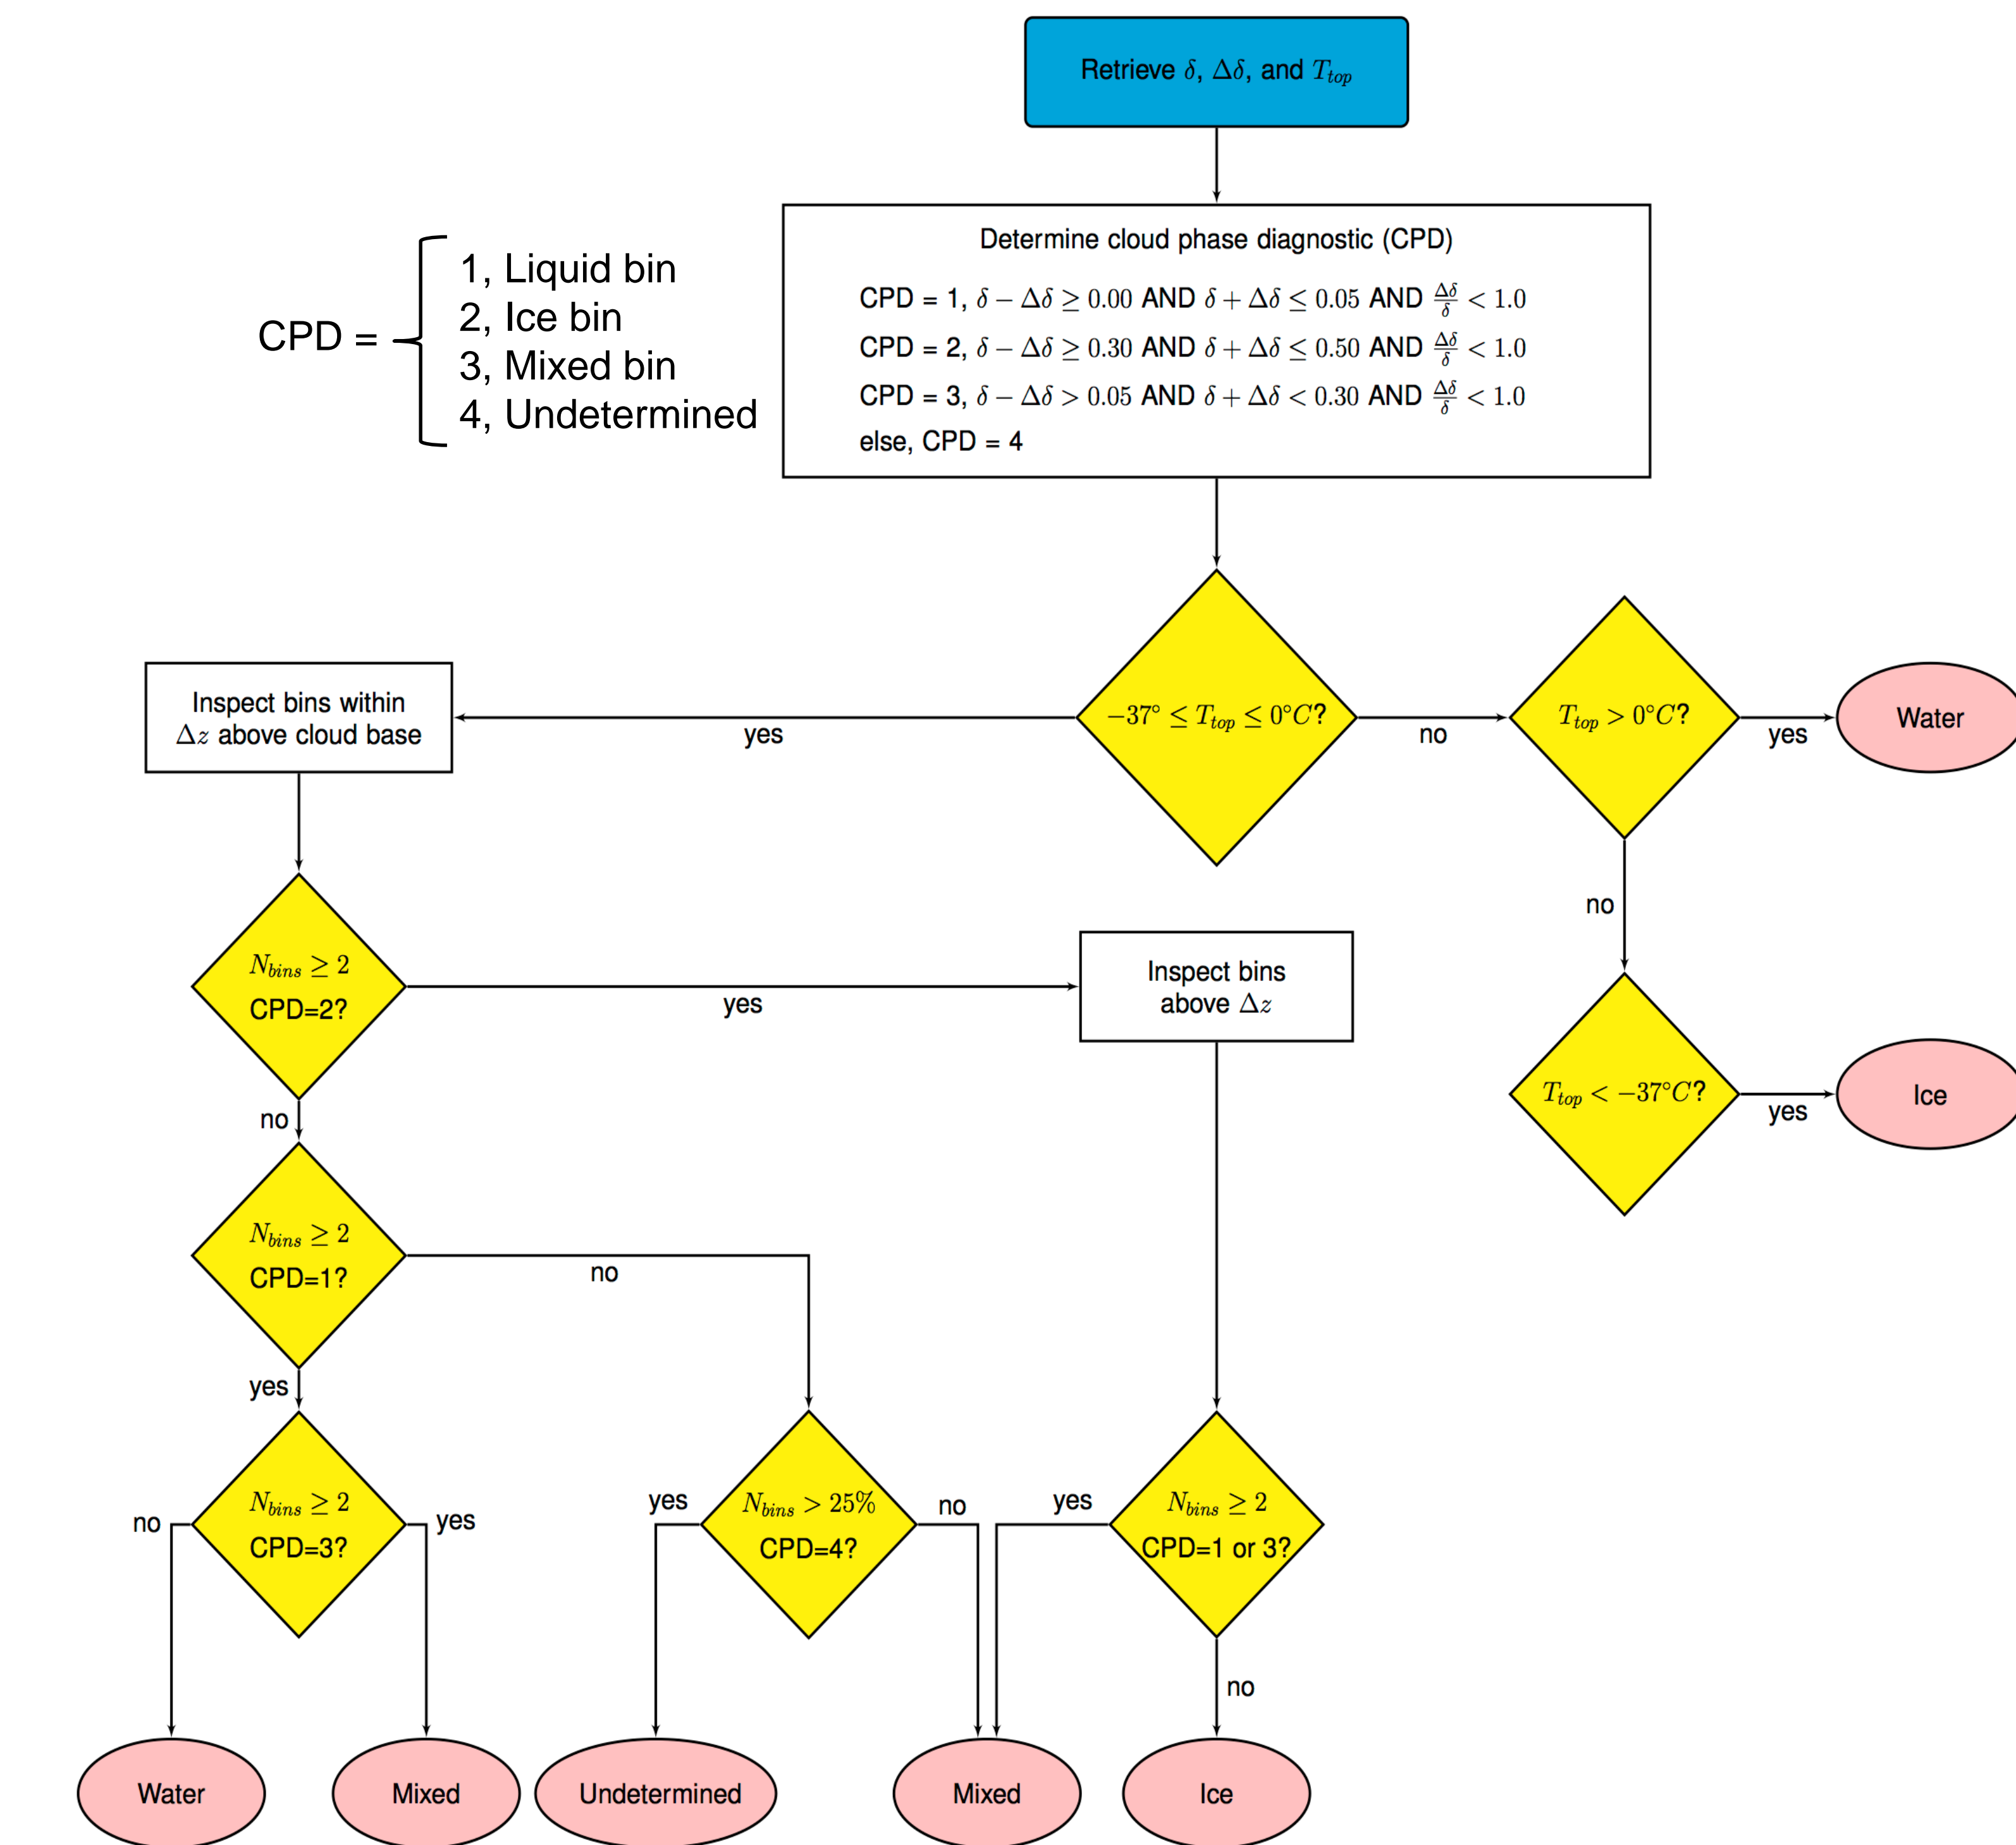 Retrieve δ, Δδ, and T_top
CPD =
1, Liquid bin
2, Ice bin
3, Mixed bin
4, Undetermined
Determine cloud phase diagnostic (CPD)
CPD = 1, δ − Δδ ≥ 0.00 AND δ + Δδ ≤ 0.05 AND Δδ/δ < 1.0
CPD = 2, δ − Δδ ≥ 0.30 AND δ + Δδ ≤ 0.50 AND Δδ/δ < 1.0
CPD = 3, δ − Δδ > 0.05 AND δ + Δδ < 0.30 AND Δδ/δ < 1.0
else, CPD = 4
Inspect bins within
Δz above cloud base
yes
−37° ≤ T_top ≤ 0°C?
no
T_top > 0°C?
yes
Water
no
N_bins ≥ 2
CPD=2?
yes
Inspect bins
above Δz
T_top < −37°C?
yes
Ice
no
N_bins ≥ 2
CPD=1?
no
yes
no
N_bins ≥ 2
CPD=3?
yes
yes
N_bins > 25%
CPD=4?
no
yes
N_bins ≥ 2
CPD=1 or 3?
no
Water
Mixed
Undetermined
Mixed
Ice